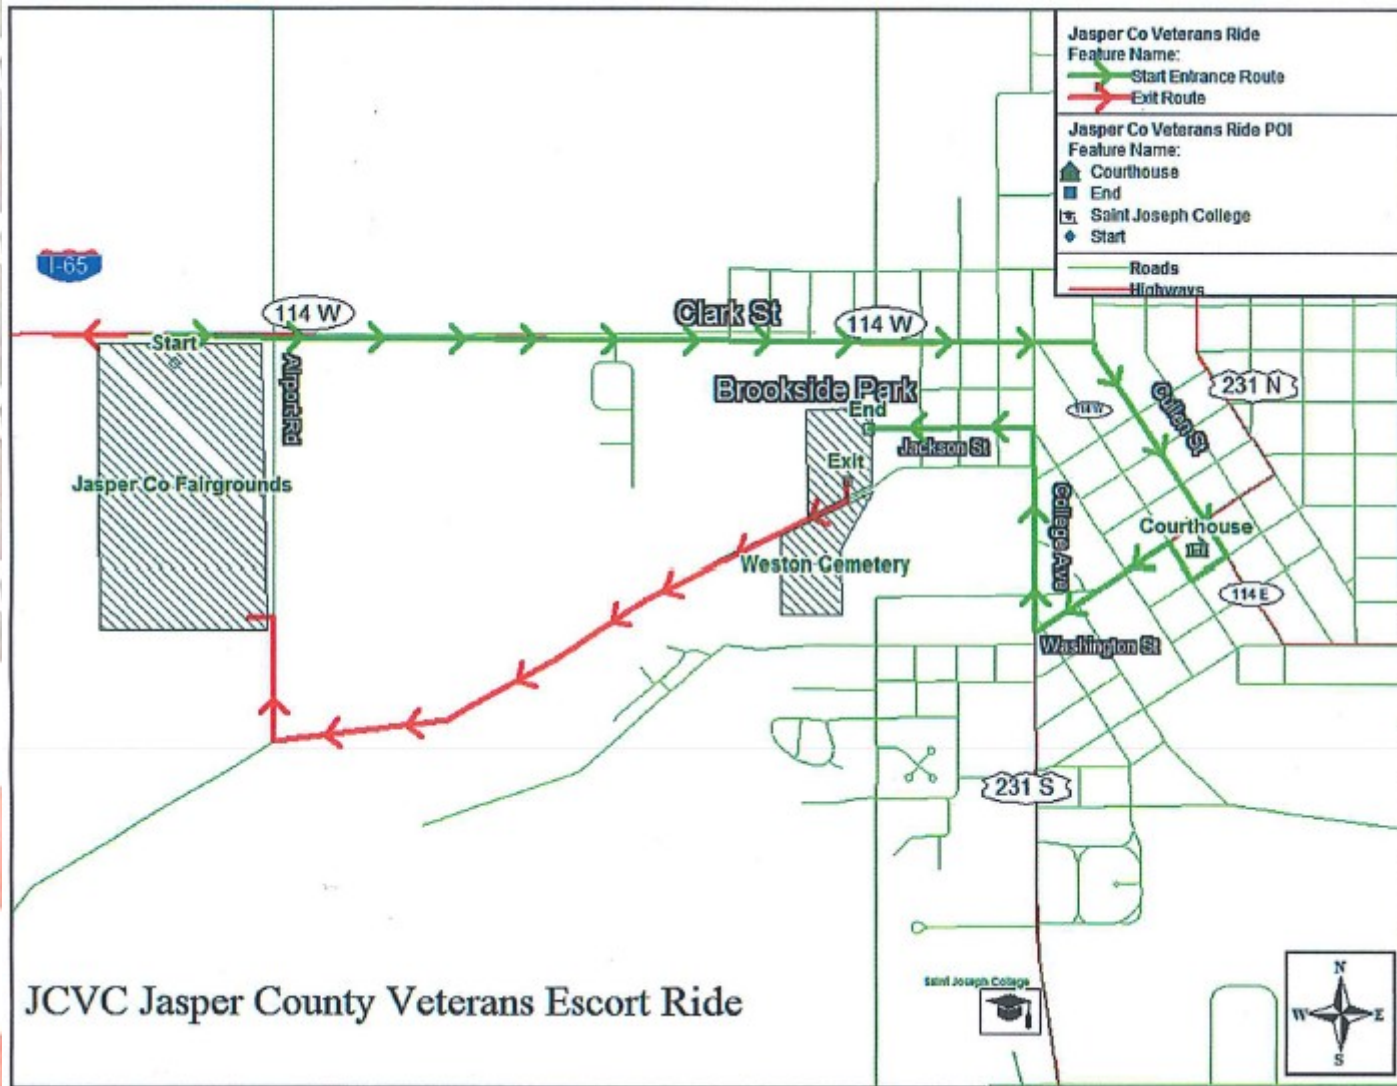 Jasper Co Veterans Ride
Feature Name:
Start Entrance Route
Exit Route
Jasper Co Veterans Ride POI
Feature Name:
Courthouse
End
Saint Joseph College
Start
Roads
Highways
I-65
114 W
Clark St
114 W
Start
Airport Rd
Brookside Park
End
114 W
Cullen St
231 N
Jackson St
Exit
Jasper Co Fairgrounds
College Ave
Courthouse
Weston Cemetery
114 E
Washington St
231 S
Saint Joseph College
JCVC Jasper County Veterans Escort Ride
N
W
E
S